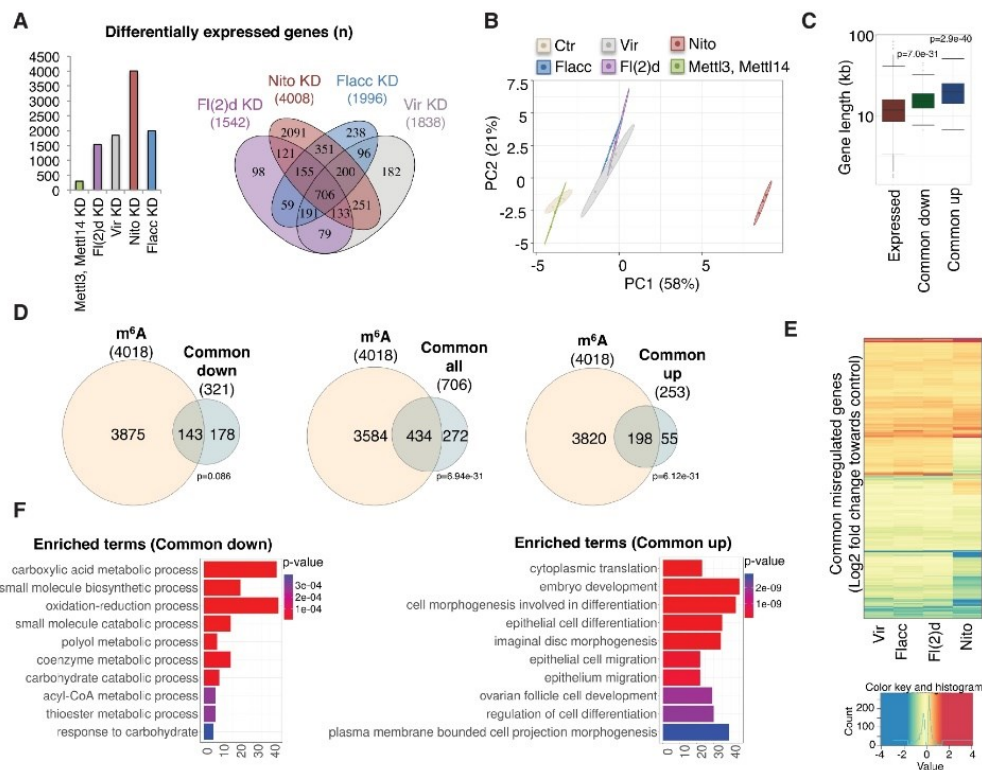 A
Differentially expressed genes (n)
4500
4000
3500
3000
2500
2000
1500
1000
500
0
Mettl3, Mettl14 KD
Fl(2)d KD
Vir KD
Nito KD
Flacc KD
Nito KD
(4008)
Flacc KD
(1996)
Fl(2)d KD
(1542)
Vir KD
(1838)
2091
238
121
351
96
98
155
200
182
706
59
191
133
251
79
B
Ctr
Vir
Nito
Flacc
Fl(2)d
Mettl3, Mettl14
7.5
5
2.5
0
-2.5
-5
PC2 (21%)
-5
0
5
PC1 (58%)
C
100
10
Gene length (kb)
p=2.9e-40
p=7.0e-31
Expressed
Common down
Common up
D
m⁶A
(4018)
Common
down
(321)
3875
143
178
p=0.086
m⁶A
(4018)
Common
all
(706)
3584
434
272
p=6.94e-31
m⁶A
(4018)
Common
up
(253)
3820
198
55
p=6.12e-31
E
Common misregulated genes
(Log2 fold change towards control)
Vir
Flacc
Fl(2)d
Nito
Color key and histogram
Count
200
100
0
-4
-2
0
2
4
Value
F
Enriched terms (Common down)
carboxylic acid metabolic process
small molecule biosynthetic process
oxidation-reduction process
small molecule catabolic process
polyol metabolic process
coenzyme metabolic process
carbohydrate catabolic process
acyl-CoA metabolic process
thioester metabolic process
response to carbohydrate
0
10
20
30
40
p-value
3e-04
2e-04
1e-04
Enriched terms (Common up)
cytoplasmic translation
embryo development
cell morphogenesis involved in differentiation
epithelial cell differentiation
imaginal disc morphogenesis
epithelial cell migration
epithelium migration
ovarian follicle cell development
regulation of cell differentiation
plasma membrane bounded cell projection morphogenesis
0
10
20
30
40
p-value
2e-09
1e-09